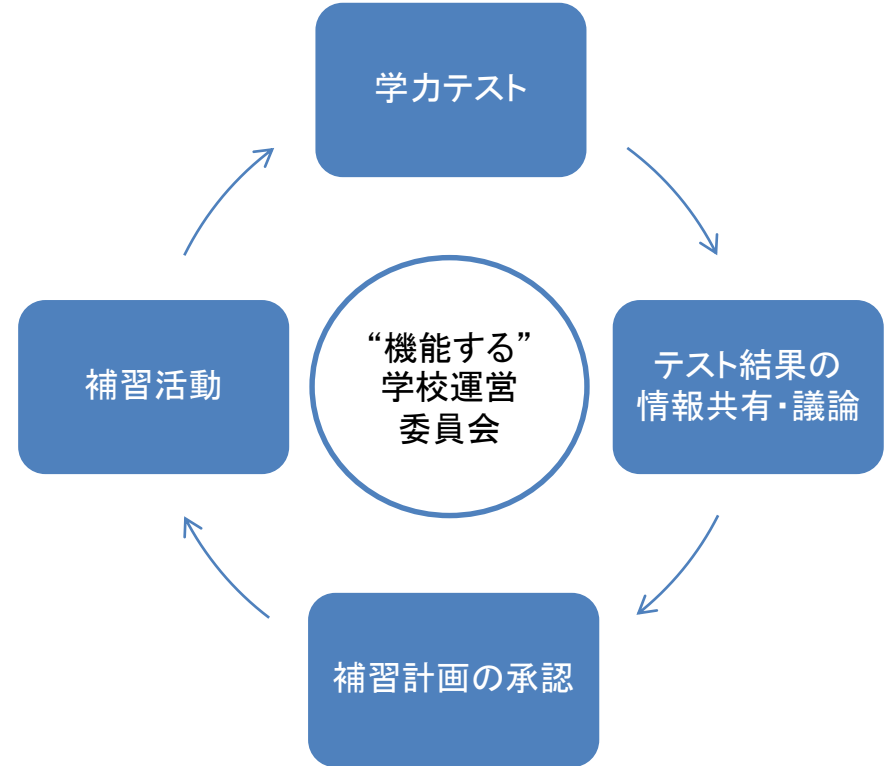 学力テスト
テスト結果の
情報共有・議論
補習計画の承認
補習活動
“機能する”
学校運営
委員会